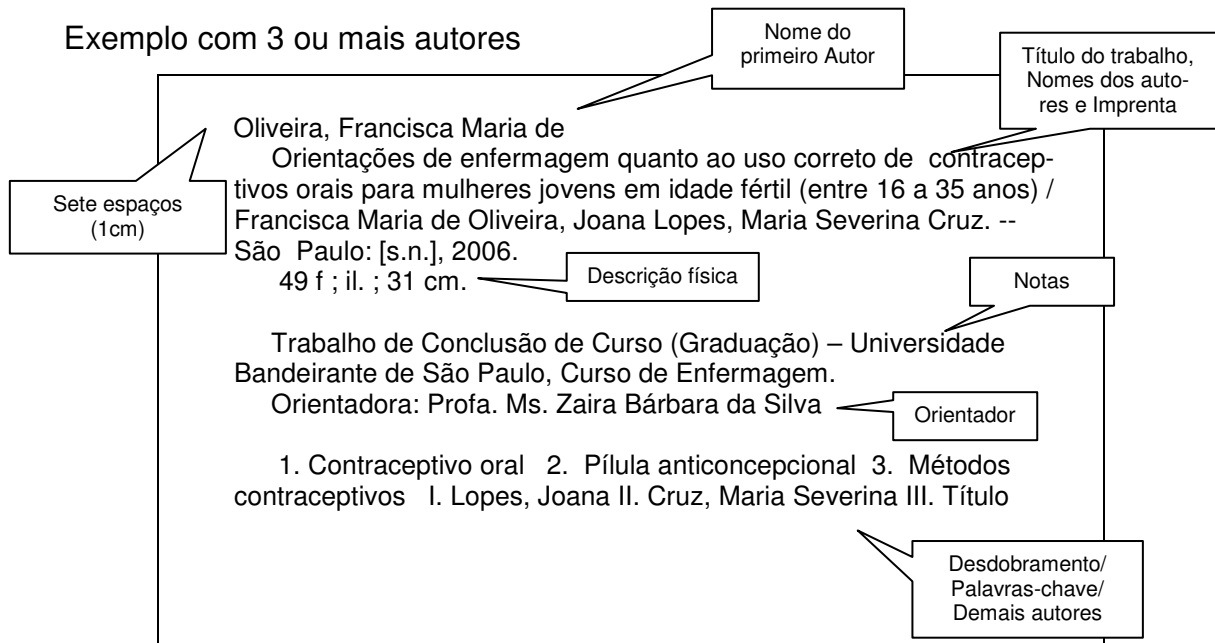 Exemplo com 3 ou mais autores
Nome do
primeiro Autor
Título do trabalho,
Nomes dos auto-
res e Imprenta
Oliveira, Francisca Maria de
Orientações de enfermagem quanto ao uso correto de contracep-
tivos orais para mulheres jovens em idade fértil (entre 16 a 35 anos) /
Francisca Maria de Oliveira, Joana Lopes, Maria Severina Cruz. --
São Paulo: [s.n.], 2006.
49 f ; il. ; 31 cm.
Sete espaços
(1cm)
Descrição física
Notas
Trabalho de Conclusão de Curso (Graduação) – Universidade
Bandeirante de São Paulo, Curso de Enfermagem.
Orientadora: Profa. Ms. Zaira Bárbara da Silva
Orientador
1. Contraceptivo oral 2. Pílula anticoncepcional 3. Métodos
contraceptivos I. Lopes, Joana II. Cruz, Maria Severina III. Título
Desdobramento/
Palavras-chave/
Demais autores